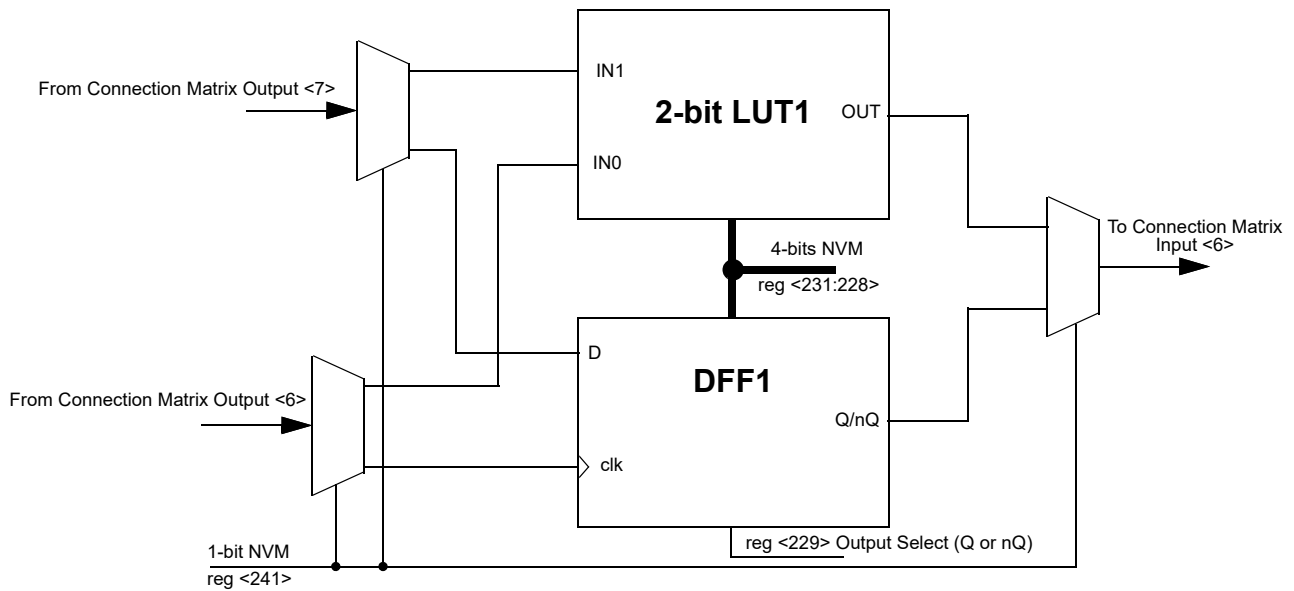 From Connection Matrix Output <7>
IN1
2-bit LUT1
OUT
IN0
To Connection Matrix
Input <6>
4-bits NVM
reg <231:228>
D
DFF1
From Connection Matrix Output <6>
Q/nQ
clk
reg <229> Output Select (Q or nQ)
1-bit NVM
reg <241>